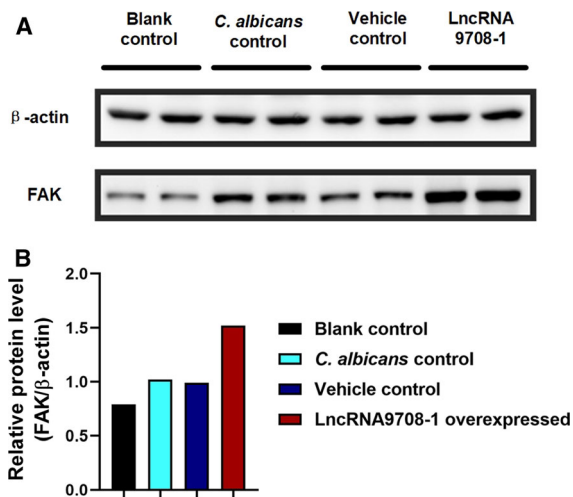 A
Blank control
C. albicans control
Vehicle control
LncRNA 9708-1
β-actin
FAK
B
Relative protein level
(FAK/β-actin)
2.0
1.5
1.0
0.5
0.0
Blank control
C. albicans control
Vehicle control
LncRNA9708-1 overexpressed